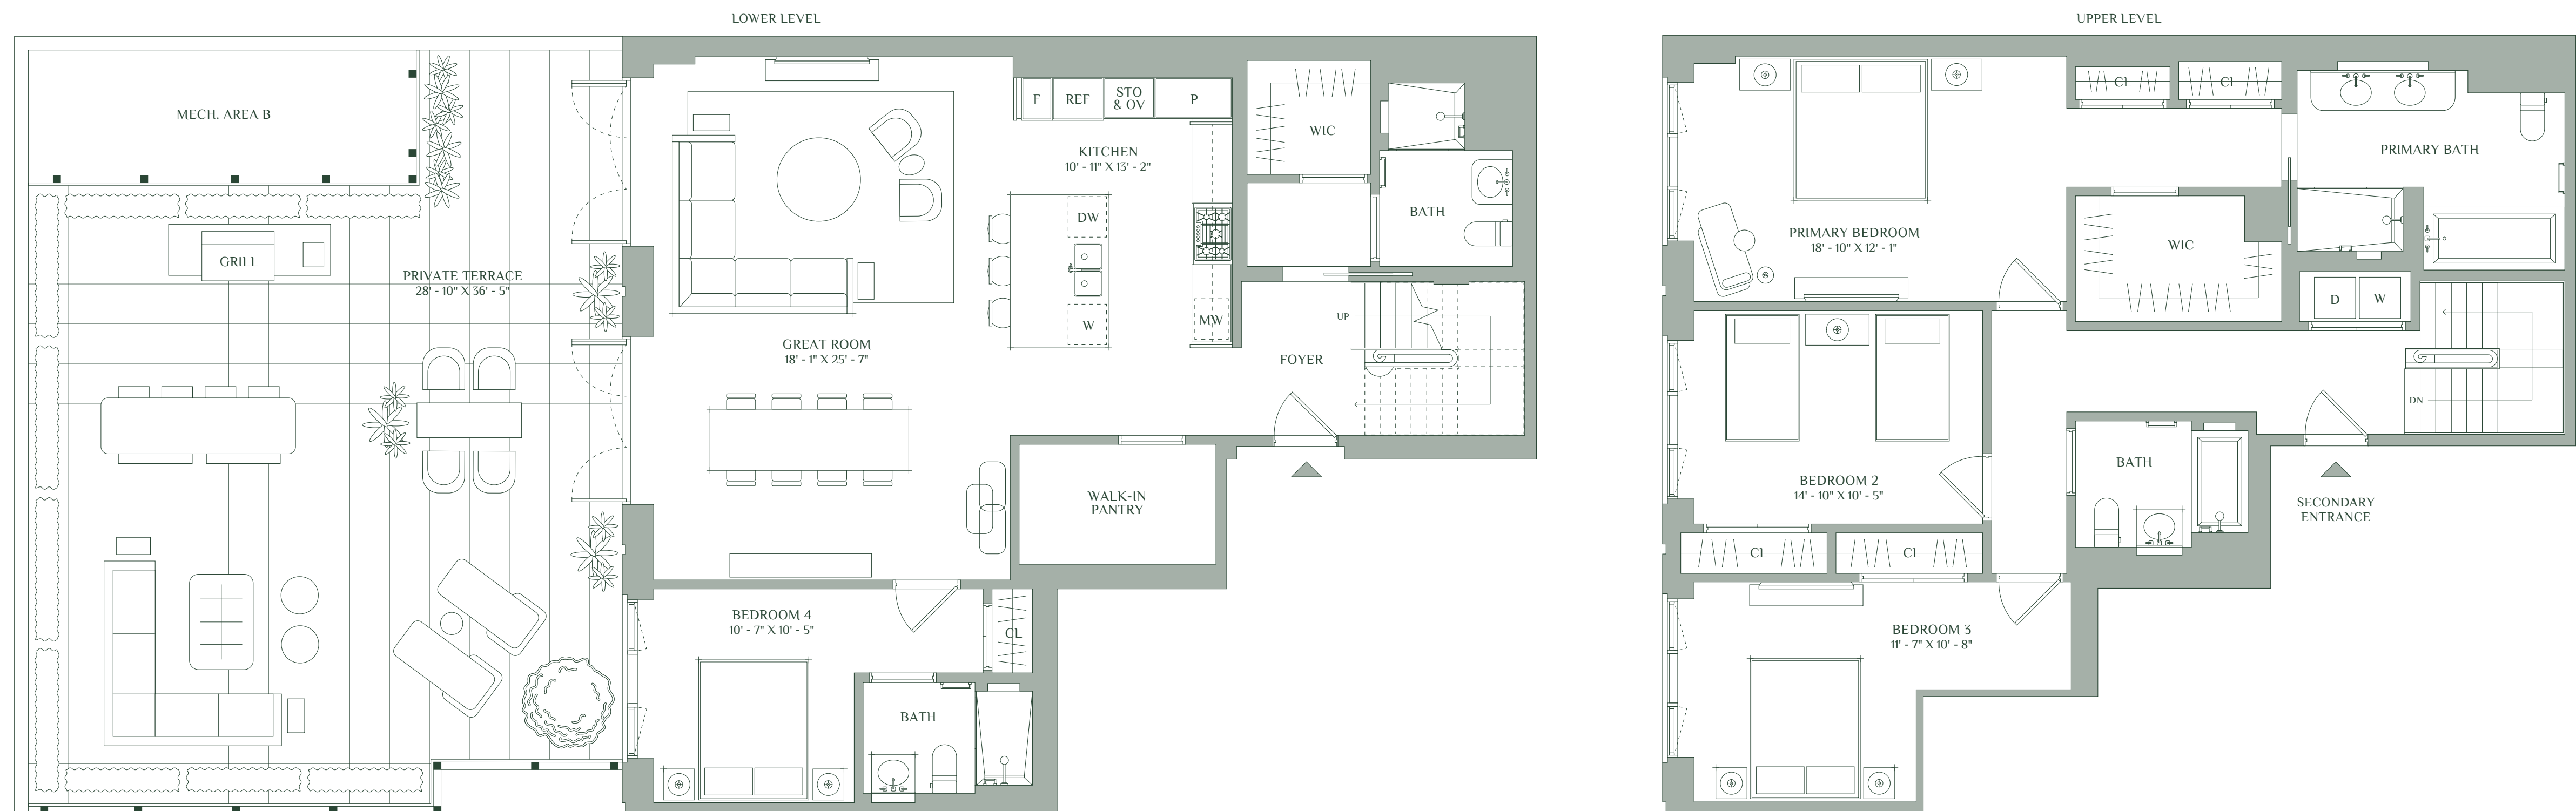 LOWER LEVEL
MECH. AREA B
GRILL
PRIVATE TERRACE
28' - 10" X 36' - 5"
F
REF
STO
& OV
P
KITCHEN
10' - 11" X 13' - 2"
DW
W
MW
WIC
BATH
GREAT ROOM
18' - 1" X 25' - 7"
UP
FOYER
WALK-IN
PANTRY
BEDROOM 4
10' - 7" X 10' - 5"
CL
BATH
UPPER LEVEL
CL
CL
PRIMARY BATH
PRIMARY BEDROOM
18' - 10" X 12' - 1"
WIC
D
W
DN
BEDROOM 2
14' - 10" X 10' - 5"
BATH
SECONDARY
ENTRANCE
CL
CL
BEDROOM 3
11' - 7" X 10' - 8"